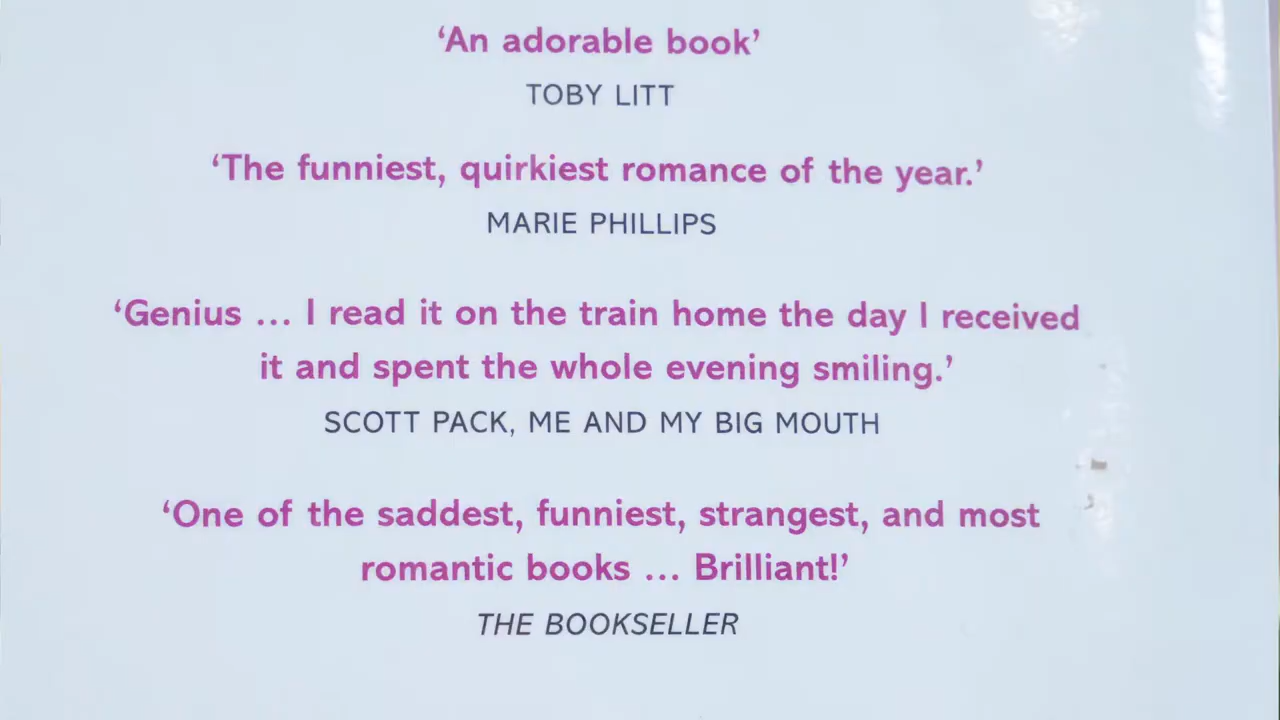 ‘An adorable book’
TOBY LITT
‘The funniest, quirkiest romance of the year.’
MARIE PHILLIPS
‘Genius ... I read it on the train home the day I received
it and spent the whole evening smiling.’
SCOTT PACK, ME AND MY BIG MOUTH
‘One of the saddest, funniest, strangest, and most
romantic books ... Brilliant!’
THE BOOKSELLER